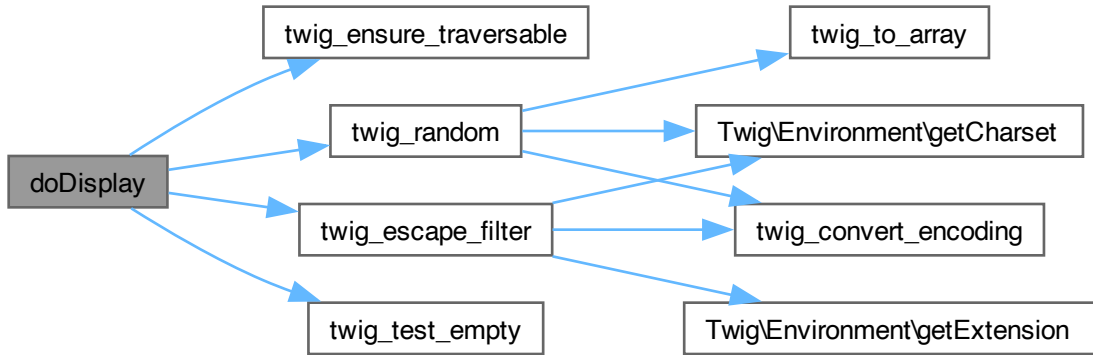 doDisplay
twig_ensure_traversable
twig_random
twig_escape_filter
twig_test_empty
twig_to_array
Twig\Environment\getCharset
twig_convert_encoding
Twig\Environment\getExtension